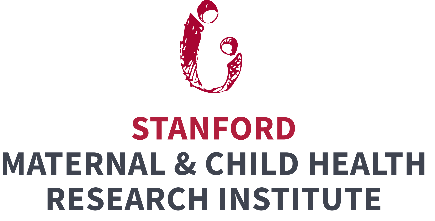 STANFORD
MATERNAL & CHILD HEALTH
RESEARCH INSTITUTE